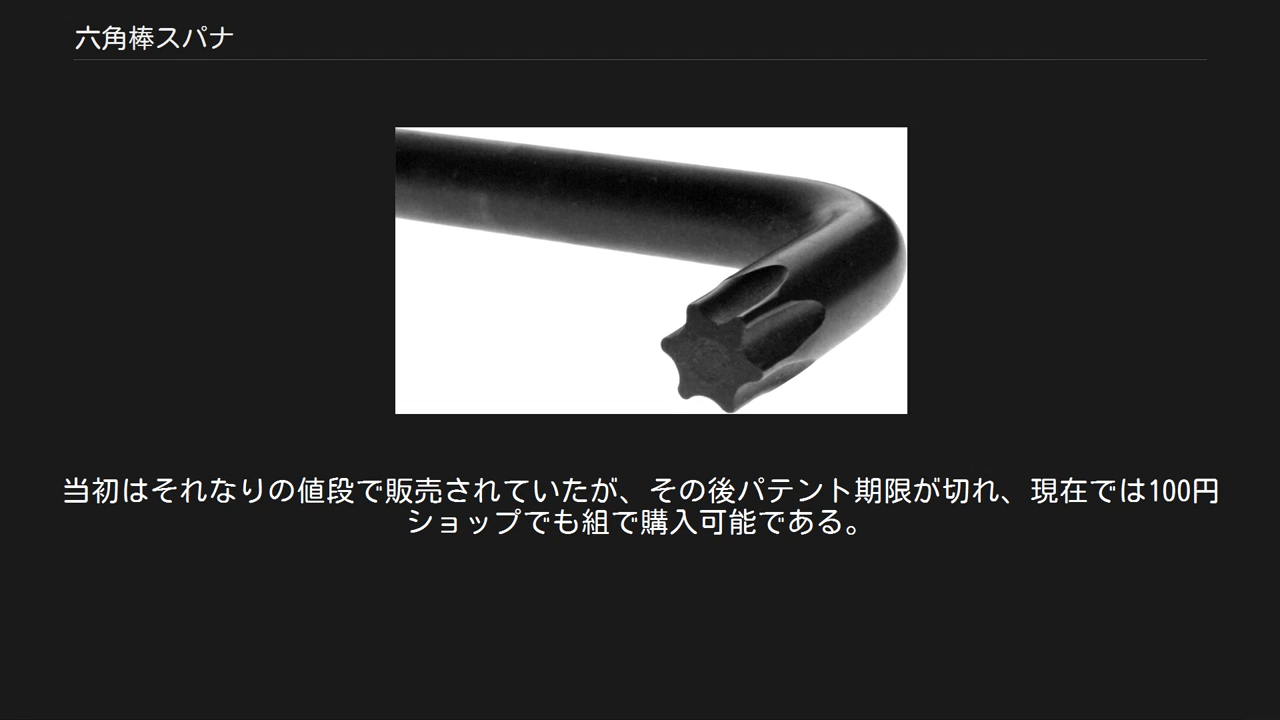 六角棒スパナ
当初はそれなりの値段で販売されていたが、その後パテント期限が切れ、現在では100円
ショップでも組で購入可能である。